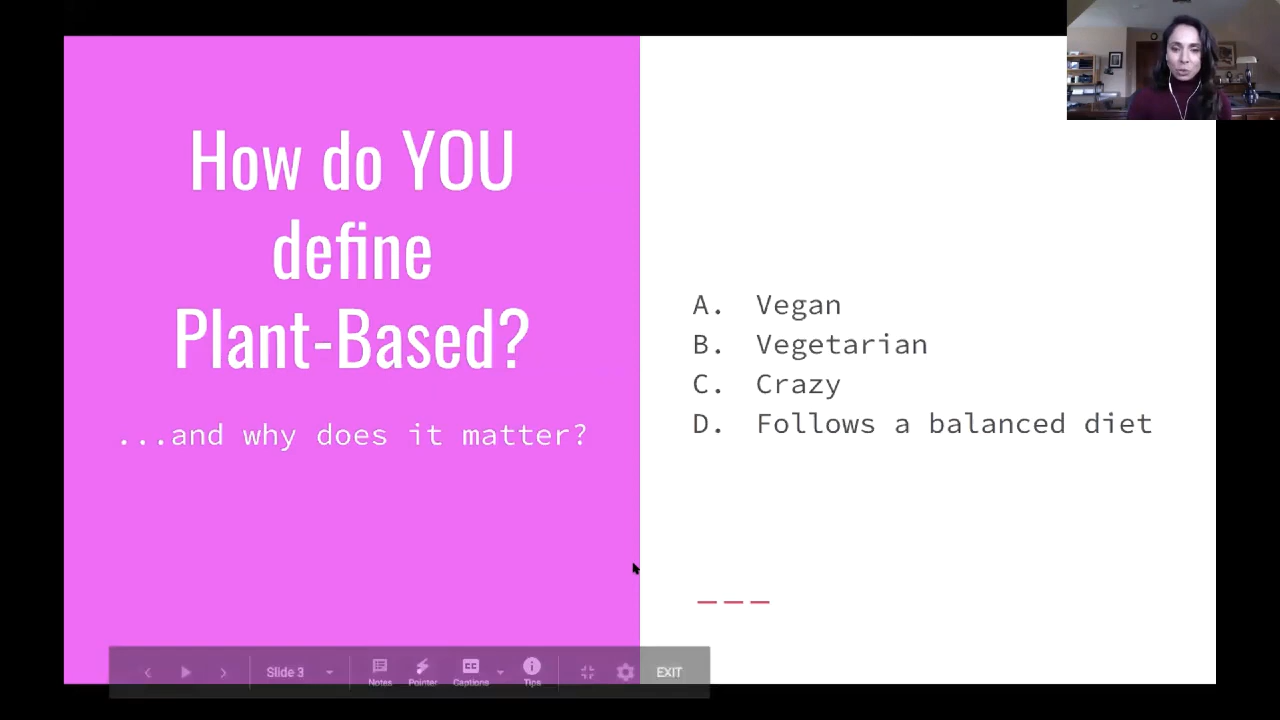 How do YOU
define
Plant-Based?
...and why does it matter?
A. Vegan
B. Vegetarian
C. Crazy
D. Follows a balanced diet
Slide 3
Notes
Pointer
CC
Captions
Tips
EXIT